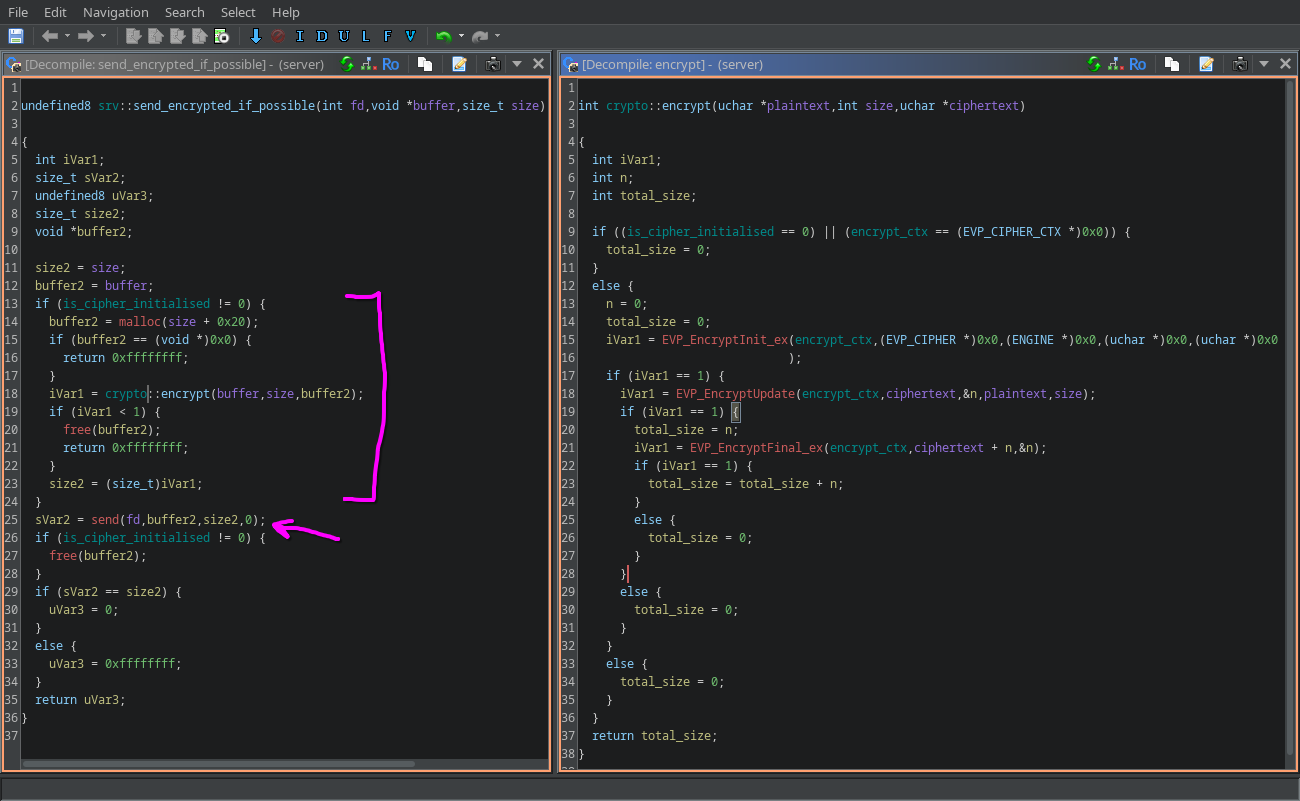 File Edit Navigation Search Select Help
I D U L F V
[Decompile: send_encrypted_if_possible] - (server)
Ro
1
2 undefined8 srv::send_encrypted_if_possible(int fd,void *buffer,size_t size)
3
4 {
5 int iVar1;
6 size_t sVar2;
7 undefined8 uVar3;
8 size_t size2;
9 void *buffer2;
10
11 size2 = size;
12 buffer2 = buffer;
13 if (is_cipher_initialised != 0) {
14 buffer2 = malloc(size + 0x20);
15 if (buffer2 == (void *)0x0) {
16 return 0xffffffff;
17 }
18 iVar1 = crypto::encrypt(buffer,size,buffer2);
19 if (iVar1 < 1) {
20 free(buffer2);
21 return 0xffffffff;
22 }
23 size2 = (size_t)iVar1;
24 }
25 sVar2 = send(fd,buffer2,size2,0);
26 if (is_cipher_initialised != 0) {
27 free(buffer2);
28 }
29 if (sVar2 == size2) {
30 uVar3 = 0;
31 }
32 else {
33 uVar3 = 0xffffffff;
34 }
35 return uVar3;
36 }
37
[Decompile: encrypt] - (server)
Ro
1
2 int crypto::encrypt(uchar *plaintext,int size,uchar *ciphertext)
3
4 {
5 int iVar1;
6 int n;
7 int total_size;
8
9 if ((is_cipher_initialised == 0) || (encrypt_ctx == (EVP_CIPHER_CTX *)0x0)) {
10 total_size = 0;
11 }
12 else {
13 n = 0;
14 total_size = 0;
15 iVar1 = EVP_EncryptInit_ex(encrypt_ctx,(EVP_CIPHER *)0x0,(ENGINE *)0x0,(uchar *)0x0,(uchar *)0x0
16 );
17 if (iVar1 == 1) {
18 iVar1 = EVP_EncryptUpdate(encrypt_ctx,ciphertext,&n,plaintext,size);
19 if (iVar1 == 1) {
20 total_size = n;
21 iVar1 = EVP_EncryptFinal_ex(encrypt_ctx,ciphertext + n,&n);
22 if (iVar1 == 1) {
23 total_size = total_size + n;
24 }
25 else {
26 total_size = 0;
27 }
28 }
29 else {
30 total_size = 0;
31 }
32 }
33 else {
34 total_size = 0;
35 }
36 }
37 return total_size;
38 }